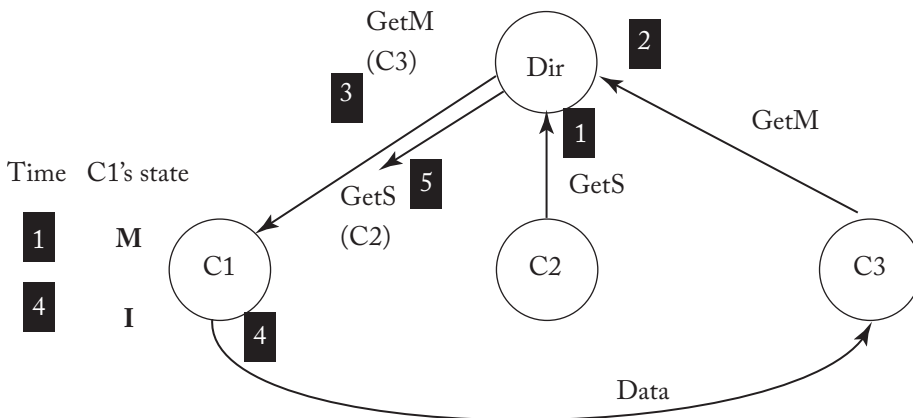 GetM
(C3)
Dir
2
3
GetM
1
5
GetS
GetS
(C2)
Time C1's state
1 M
C1
C2
C3
4 I
4
Data